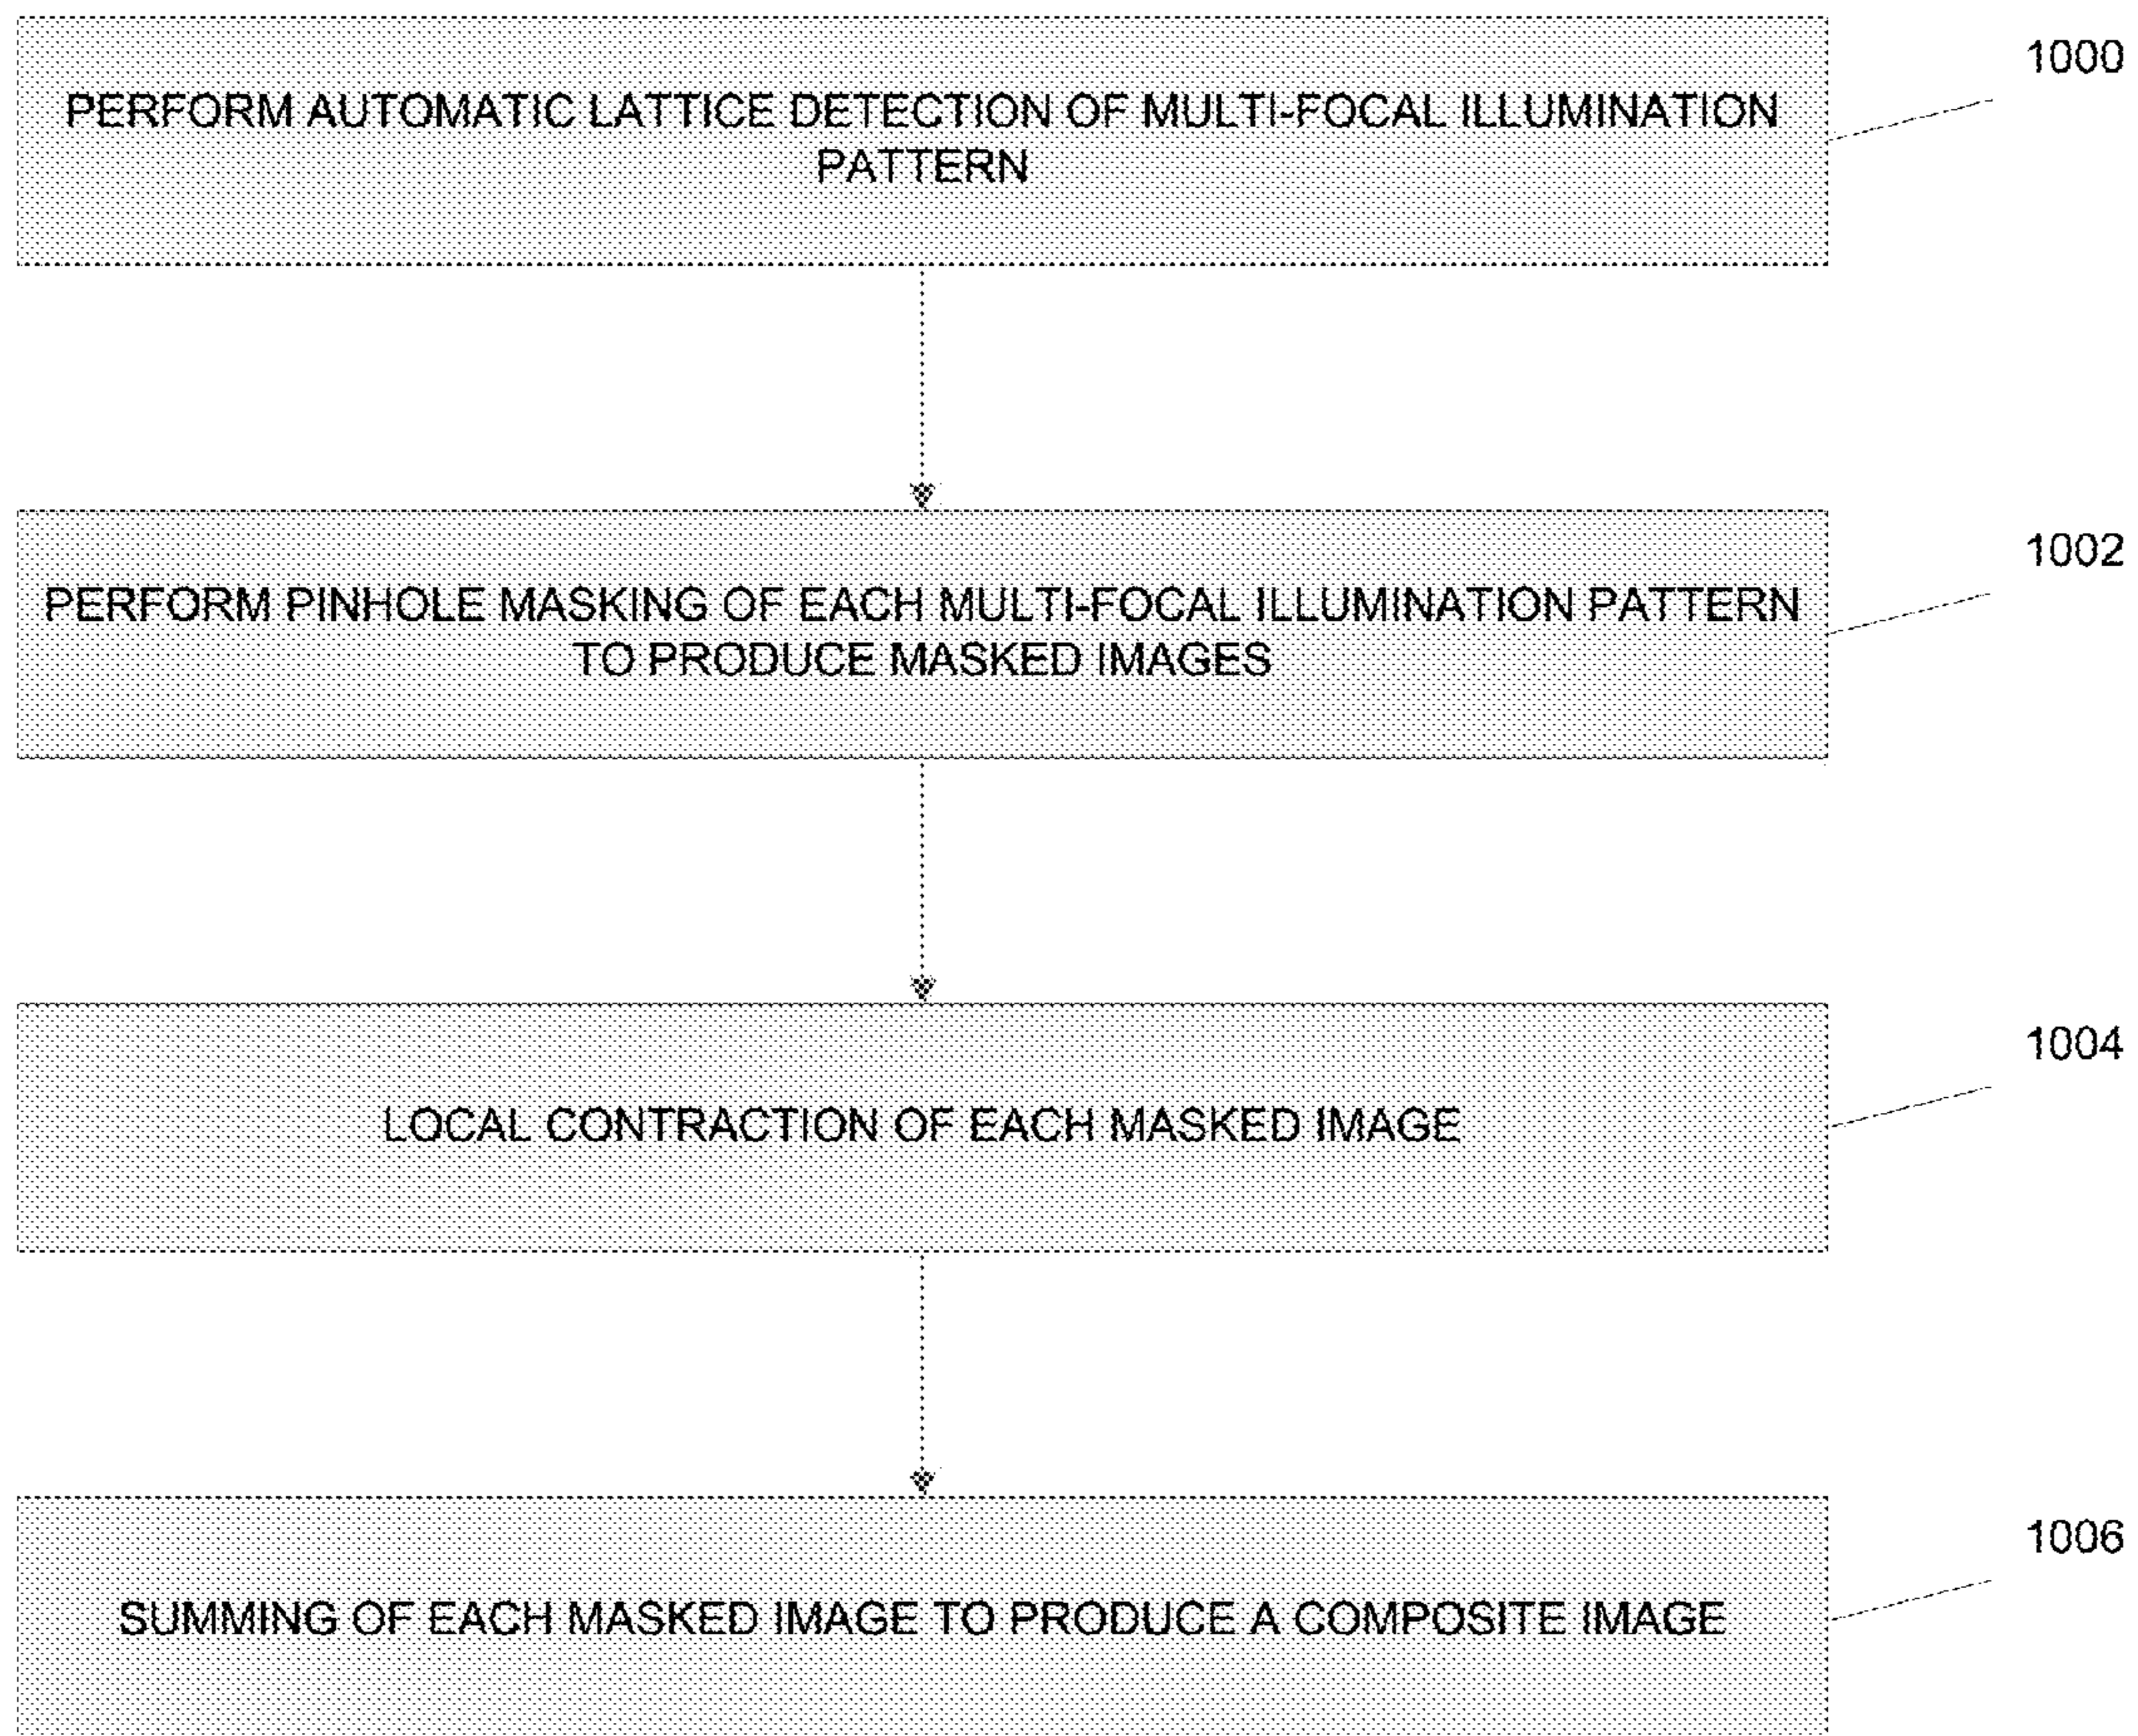 1000
PERFORM AUTOMATIC LATTICE DETECTION OF MULTI-FOCAL ILLUMINATION
PATTERN
1002
PERFORM PINHOLE MASKING OF EACH MULTI-FOCAL ILLUMINATION PATTERN
TO PRODUCE MASKED IMAGES
1004
LOCAL CONTRACTION OF EACH MASKED IMAGE
1006
SUMMING OF EACH MASKED IMAGE TO PRODUCE A COMPOSITE IMAGE